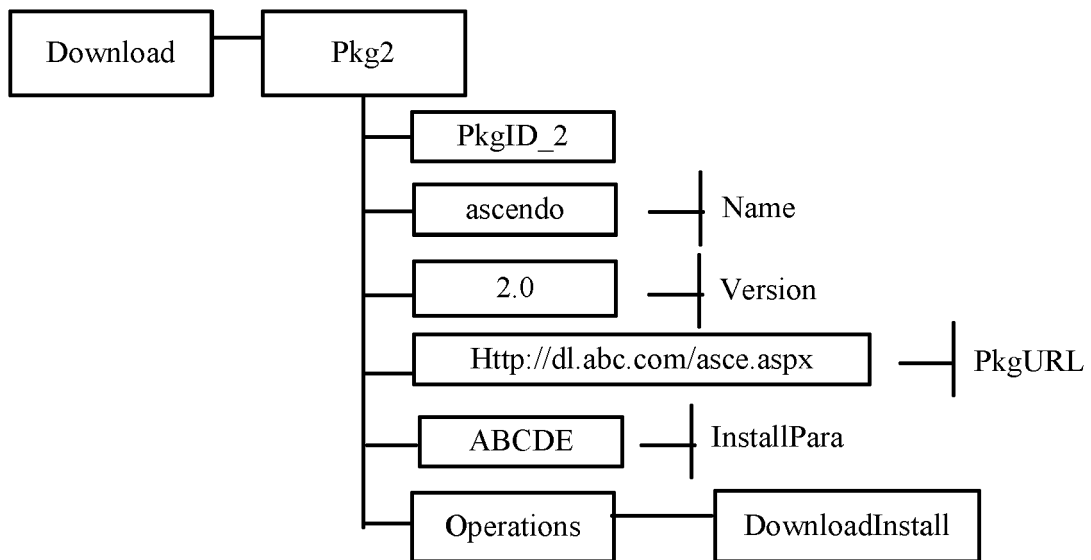 Download
Pkg2
PkgID_2
ascendo
Name
2.0
Version
Http://dl.abc.com/asce.aspx
PkgURL
ABCDE
InstallPara
Operations
DownloadInstall